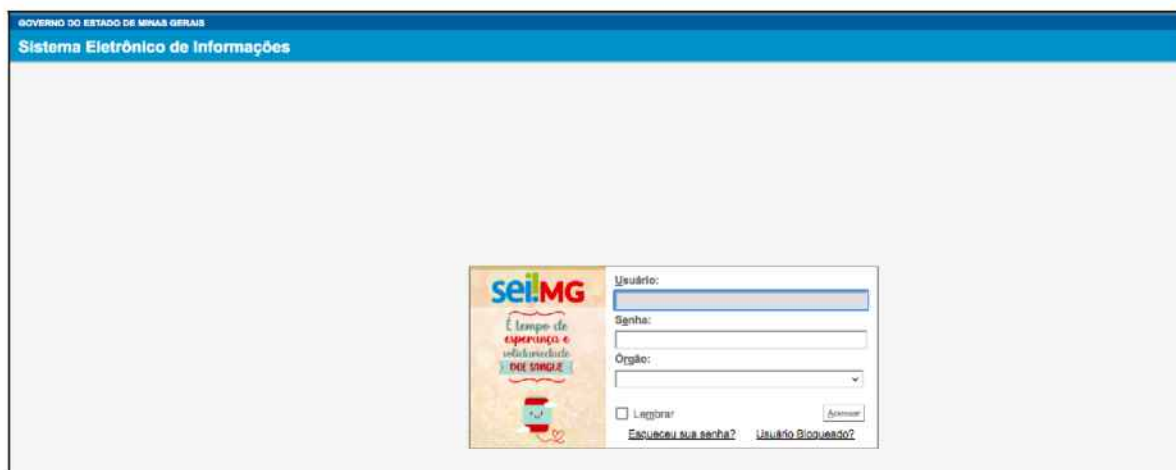 GOVERNO DO ESTADO DE MINAS GERAIS
Sistema Eletrônico de Informações
sei!MG
É tempo de
esperança e
solidariedade
DOE SANGUE
Usuário:
Senha:
Órgão:
Lembrar
Acessar
Esqueceu sua senha?
Usuário Bloqueado?